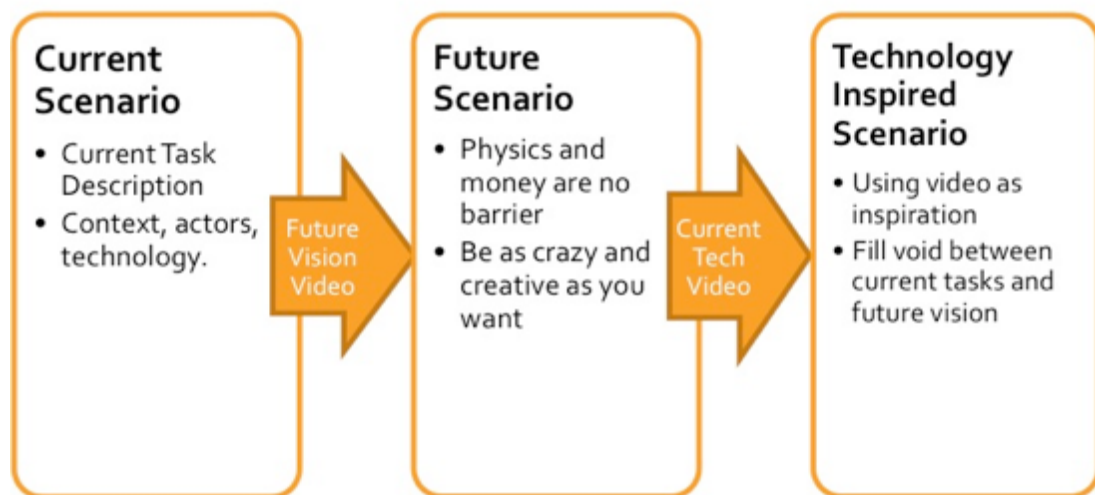 Current
Scenario
• Current Task
Description
• Context, actors,
technology.
Future
Vision
Video
Future
Scenario
• Physics and
money are no
barrier
• Be as crazy and
creative as you
want
Current
Tech
Video
Technology
Inspired
Scenario
• Using video as
inspiration
• Fill void between
current tasks and
future vision